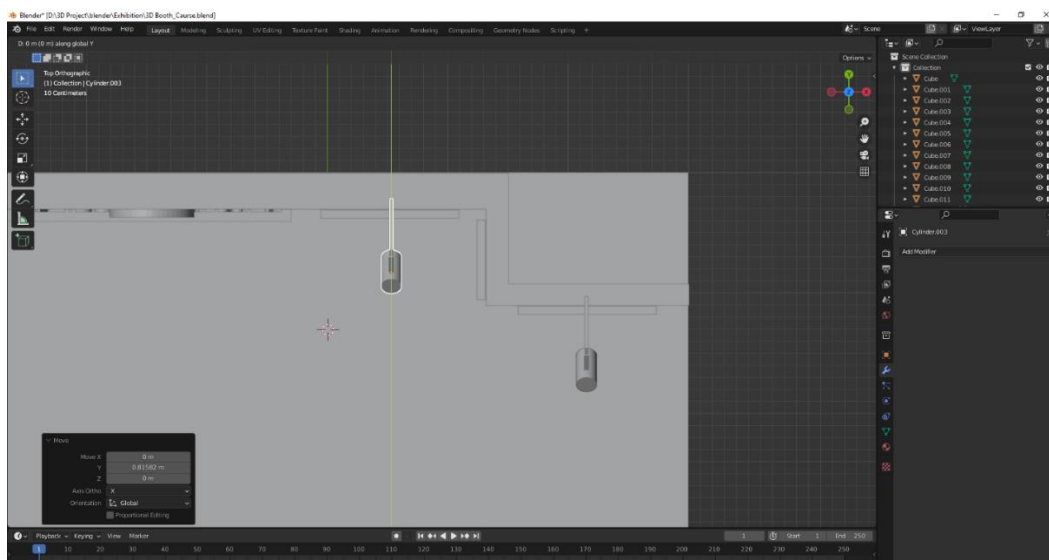 Blender* [D:\3D Project\blender\Exhibition\3D Booth_Course.blend]
File Edit Render Window Help Layout Modeling Sculpting UV Editing Texture Paint Shading Animation Rendering Compositing Geometry Nodes Scripting + Scene ViewLayer
D: 0 m (0 m) along global Y
Options
Top Orthographic
(1) Collection | Cylinder.003
10 Centimeters
Y
Z
X
Scene Collection
Collection
Cube
Cube.001
Cube.002
Cube.003
Cube.004
Cube.005
Cube.006
Cube.007
Cube.008
Cube.009
Cube.010
Cube.011
Cylinder.003
Add Modifier
Move
Move X 0 m
Y 0.81582 m
Z 0 m
Axis Ortho X
Orientation Global
Proportional Editing
Playback Keying View Marker 1 Start 1 End 250
1 10 20 30 40 50 60 70 80 90 100 110 120 130 140 150 160 170 180 190 200 210 220 230 240 250